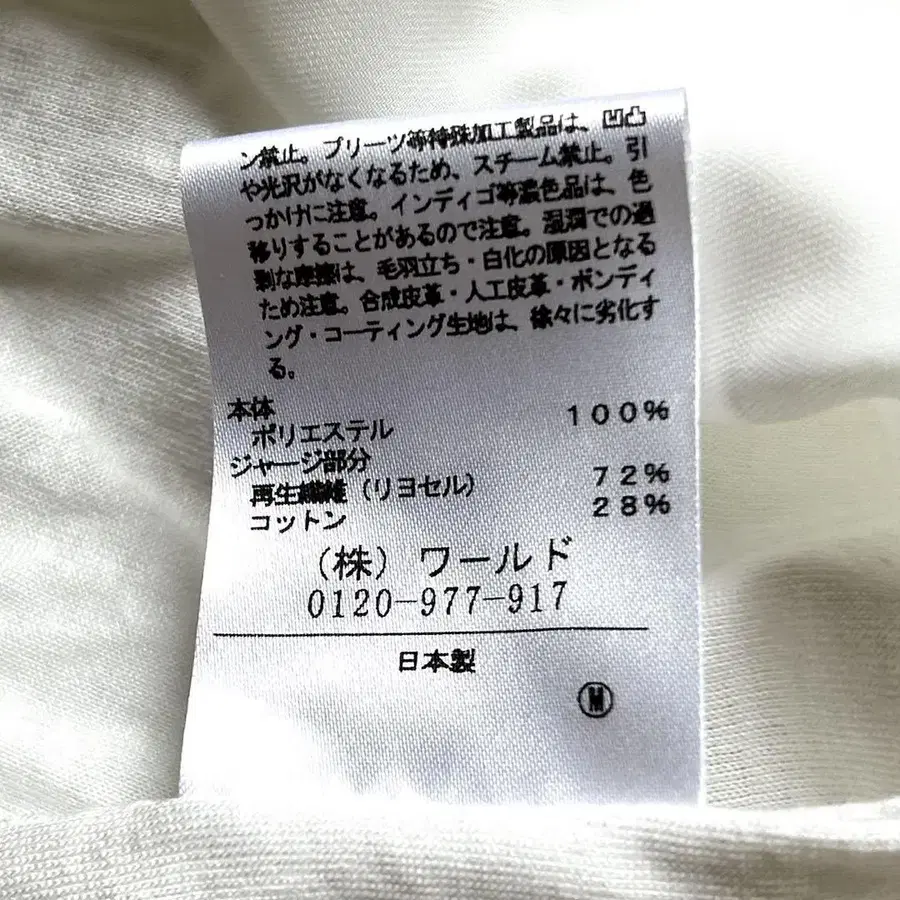 ン禁止。プリーツ等特殊加工製品は、凹凸
や光沢がなくなるため、スチーム禁止。引
っかけに注意。インディゴ等濃色品は、色
移りすることがあるので注意。湿潤での過
剰な摩擦は、毛羽立ち・白化の原因となる
ため注意。合成皮革・人工皮革・ボンディ
ング・コーティング生地は、徐々に劣化す
る。
本体
ポリエステル 100%
ジャージ部分
再生繊維(リヨセル) 72%
コットン 28%
(株)ワールド
0120-977-917
日本製
M